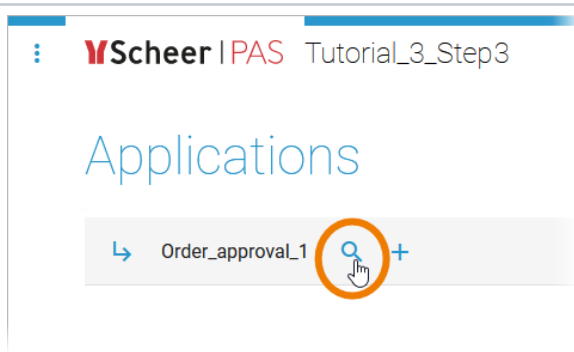 Scheer | PAS Tutorial_3_Step3
Applications
Order_approval_1